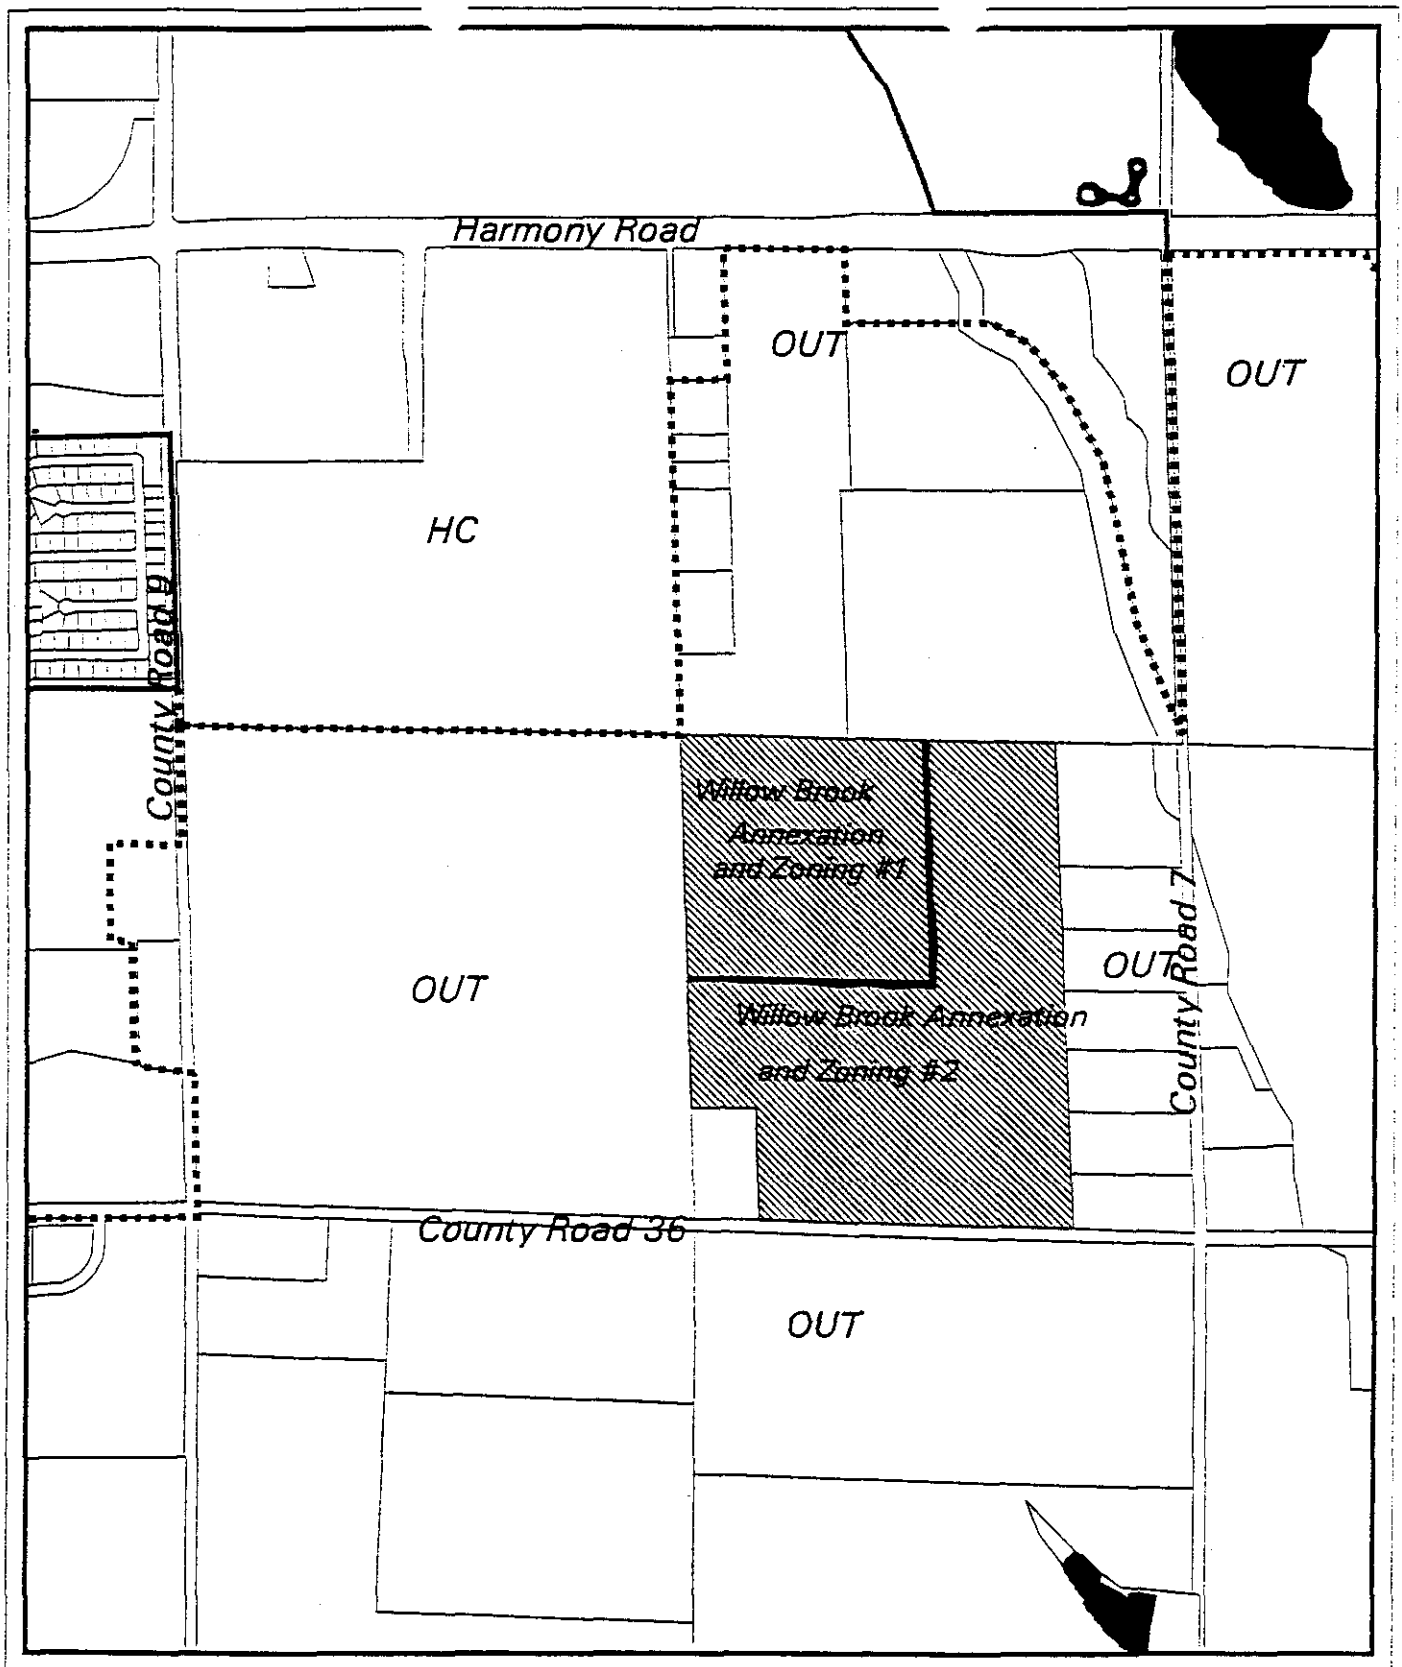 Harmony Road
OUT
OUT
HC
County Road 9
Willow Brook
Annexation
and Zoning #1
OUT
OUT
County Road 7
Willow Brook Annexation
and Zoning #2
County Road 36
OUT